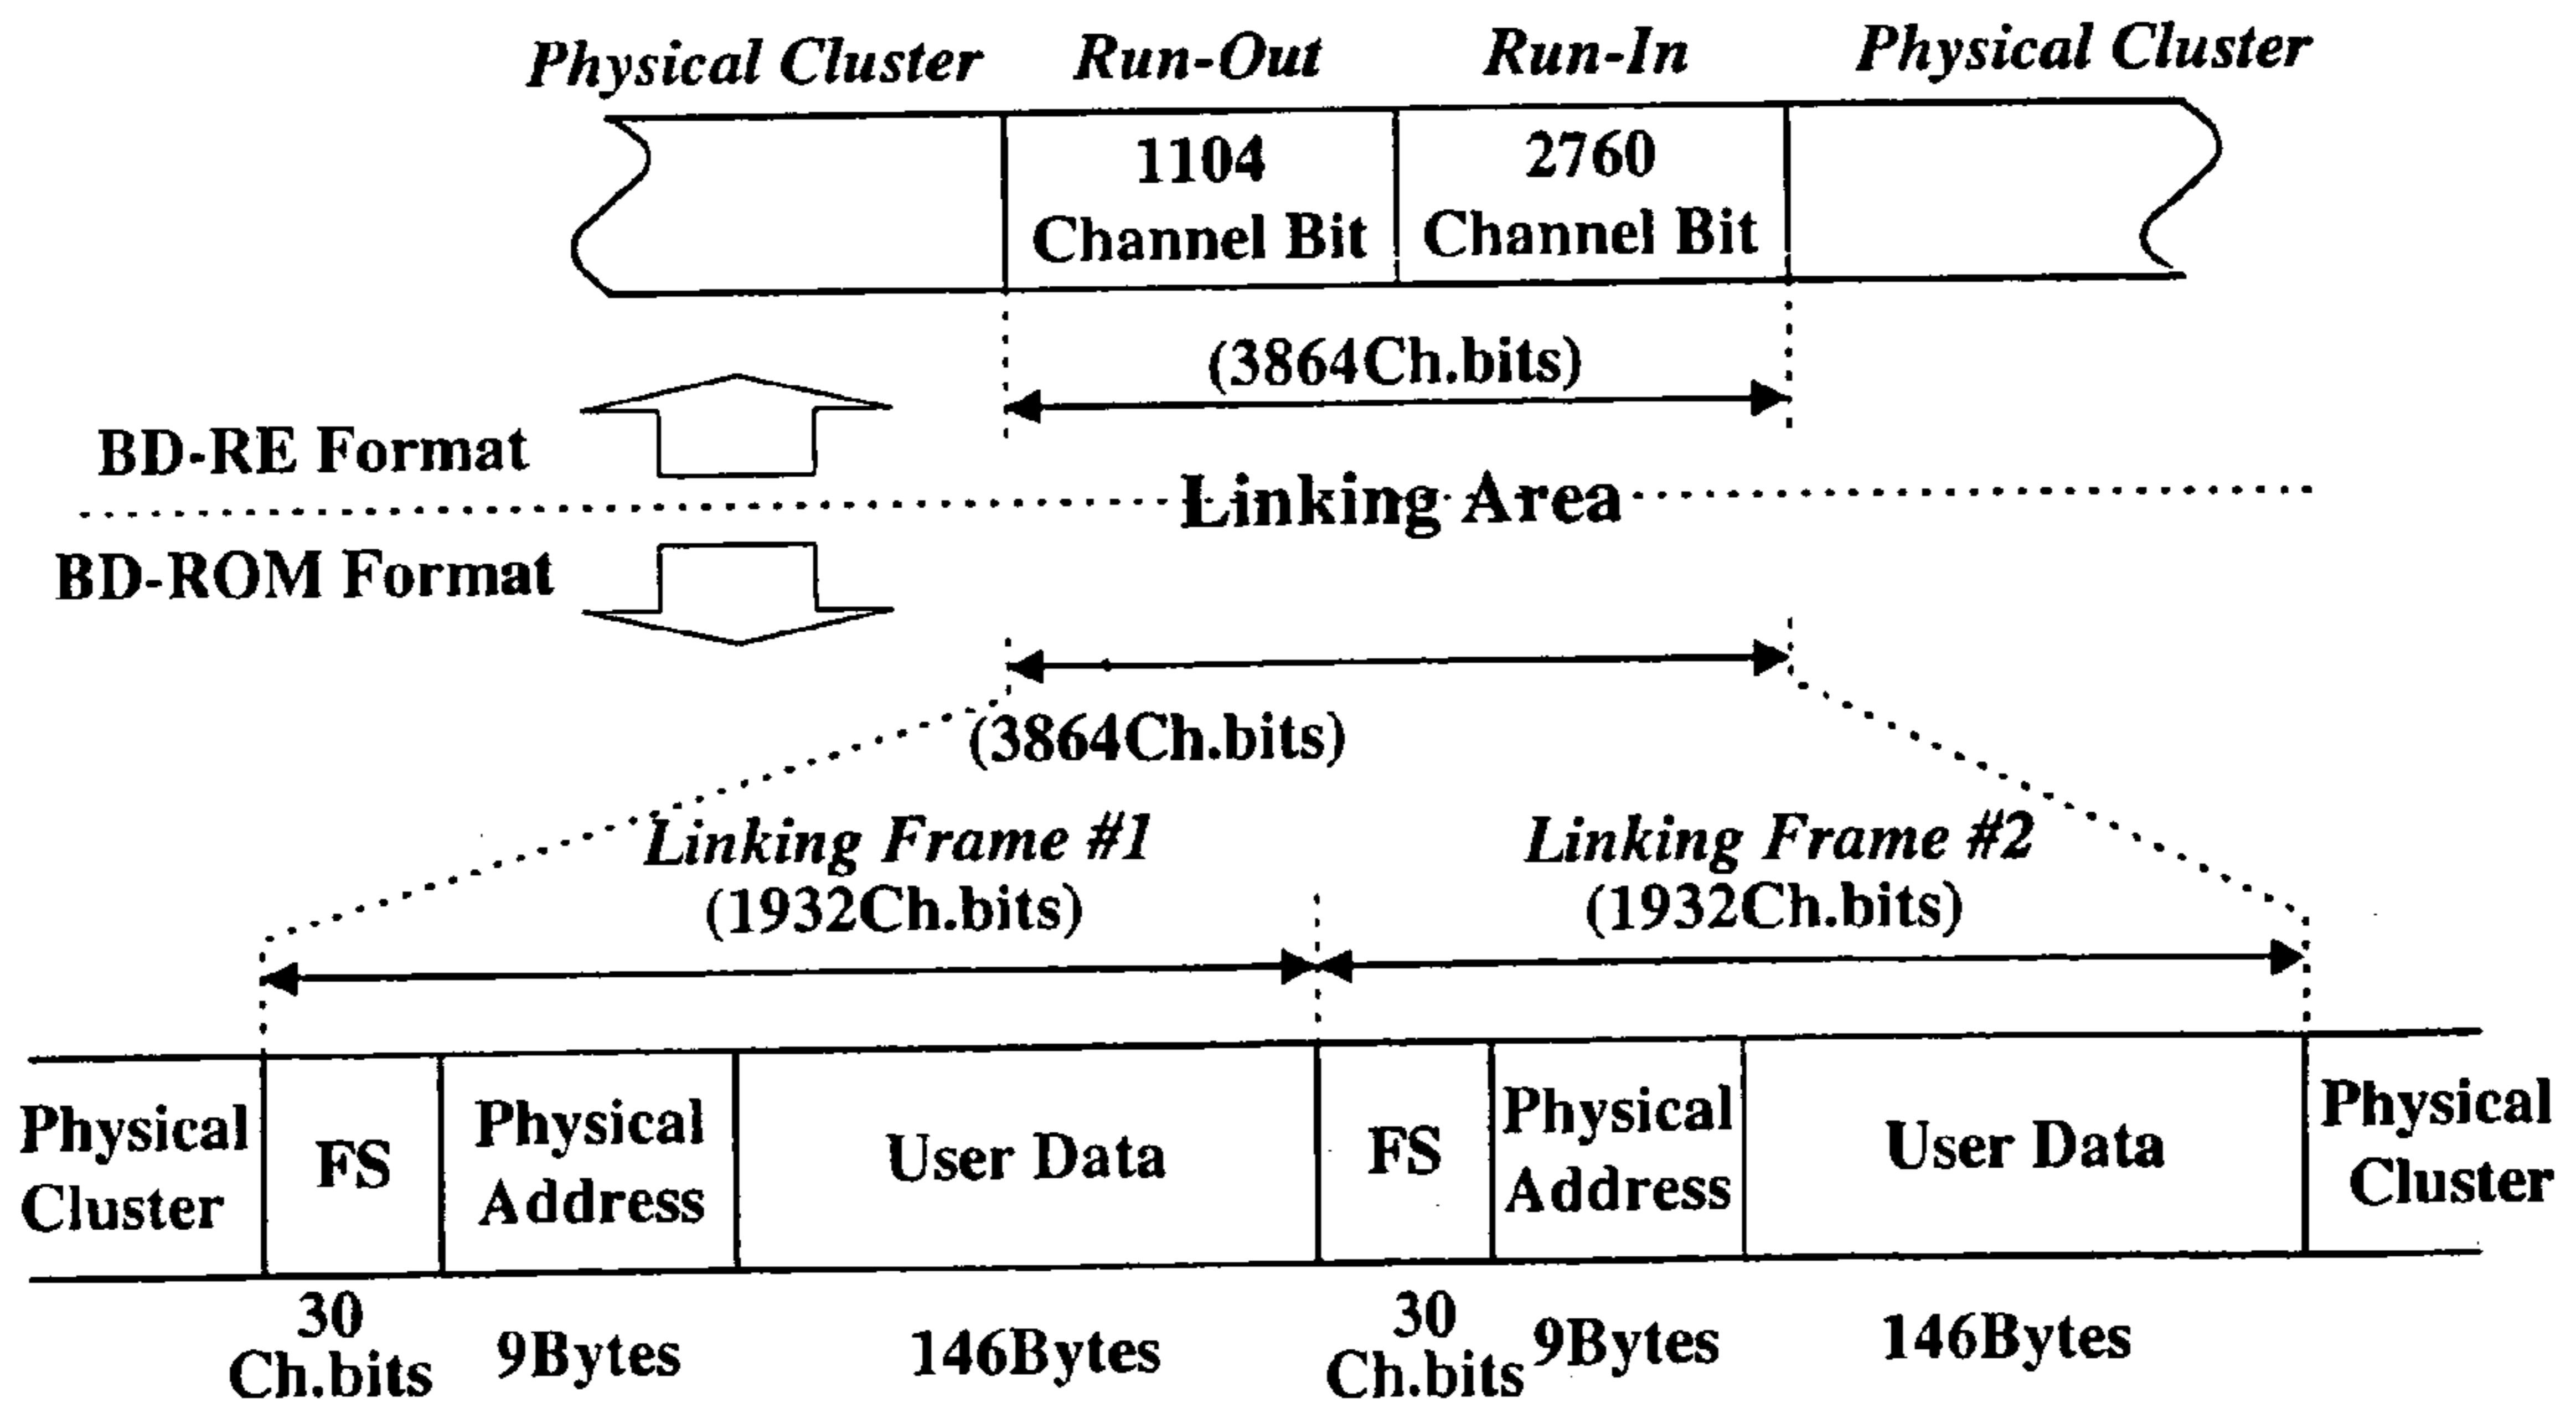 Physical Cluster Run-Out Run-In Physical Cluster
1104 Channel Bit
2760 Channel Bit
(3864Ch.bits)
BD-RE Format
Linking Area
BD-ROM Format
(3864Ch.bits)
Linking Frame #1
(1932Ch.bits)
Linking Frame #2
(1932Ch.bits)
Physical Cluster
FS
Physical Address
User Data
FS
Physical Address
User Data
Physical Cluster
30 Ch.bits
9Bytes
146Bytes
30 Ch.bits
9Bytes
146Bytes